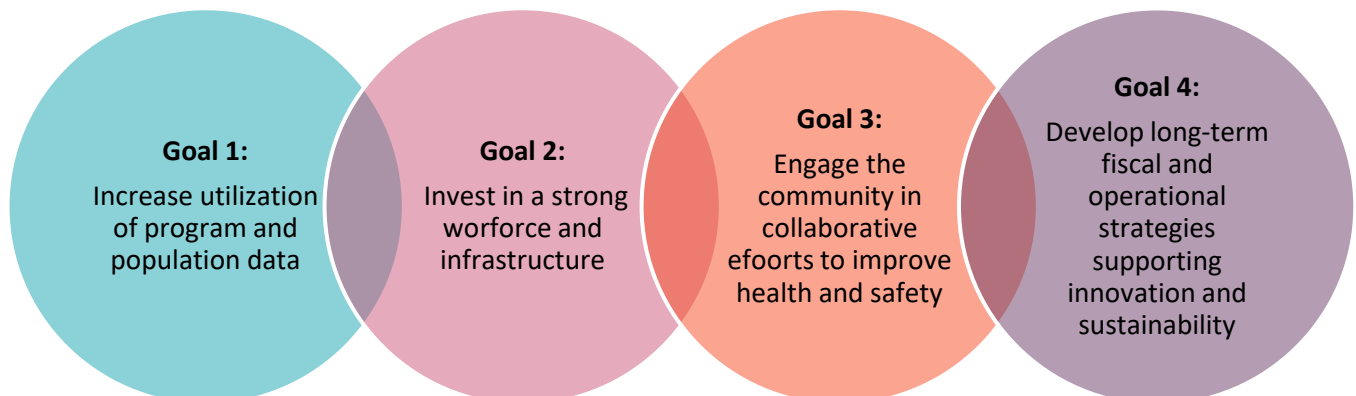 Goal 1:
Increase utilization
of program and
population data
Goal 2:
Invest in a strong
worforce and
infrastructure
Goal 3:
Engage the
community in
collaborative
efoorts to improve
health and safety
Goal 4:
Develop long-term
fiscal and
operational
strategies
supporting
innovation and
sustainability